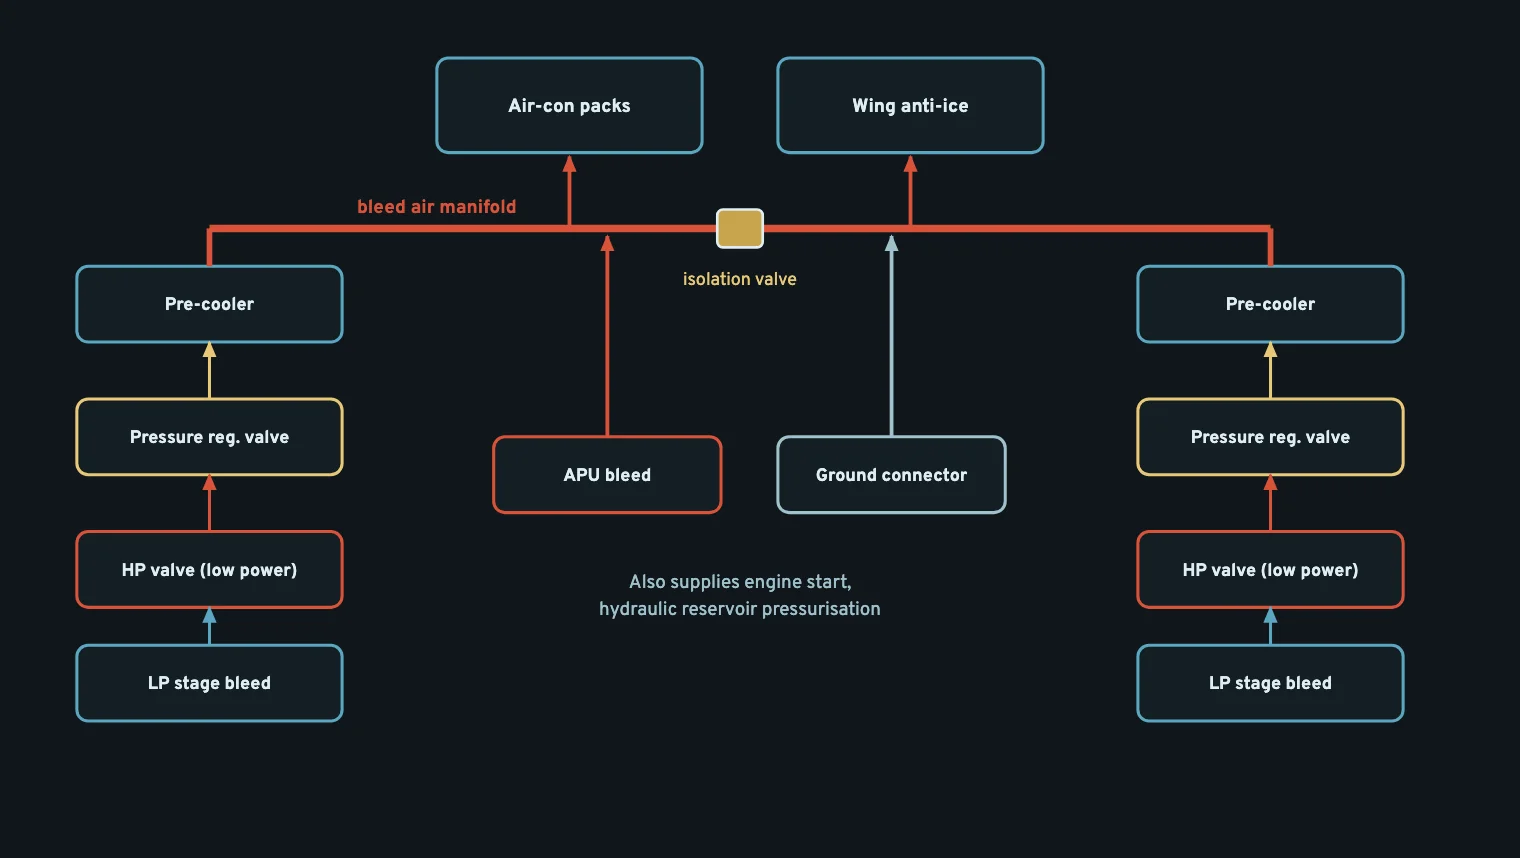 Air-con packs
Wing anti-ice
bleed air manifold
isolation valve
Pre-cooler
Pre-cooler
Pressure reg. valve
Pressure reg. valve
APU bleed
Ground connector
HP valve (low power)
HP valve (low power)
Also supplies engine start,
hydraulic reservoir pressurisation
LP stage bleed
LP stage bleed